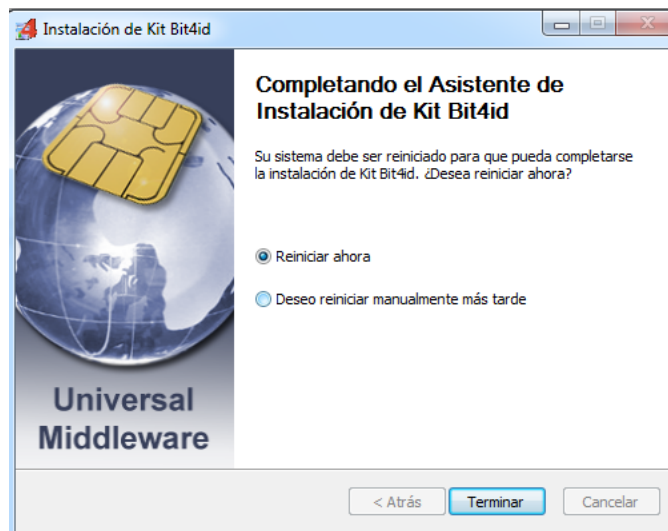 Instalación de Kit Bit4id
Completando el Asistente de
Instalación de Kit Bit4id
Su sistema debe ser reiniciado para que pueda completarse
la instalación de Kit Bit4id. ¿Desea reiniciar ahora?
Reiniciar ahora
Deseo reiniciar manualmente más tarde
Universal
Middleware
< Atrás
Terminar
Cancelar